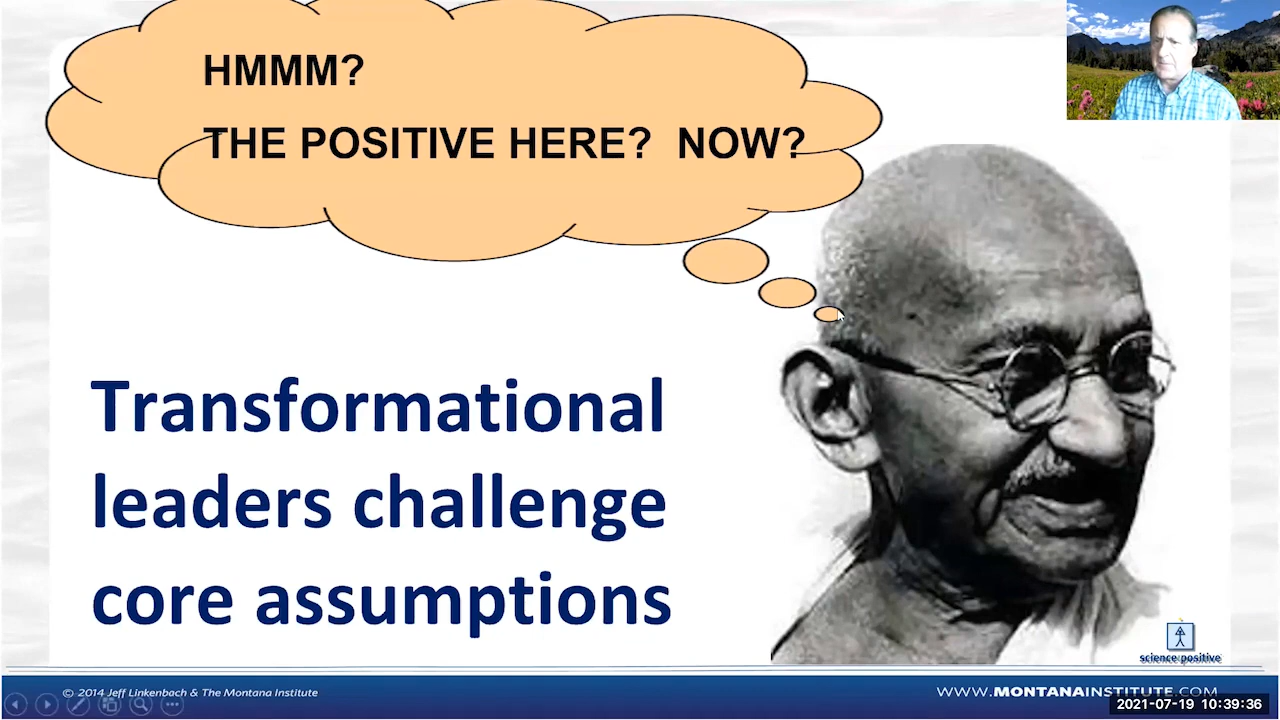 HMMM?
THE POSITIVE HERE?  NOW?
Transformational
leaders challenge
core assumptions
science positive
© 2014 Jeff Linkenbach & The Montana Institute
WWW.MONTANAINSTITUTE.COM
2021-07-19 10:39:36